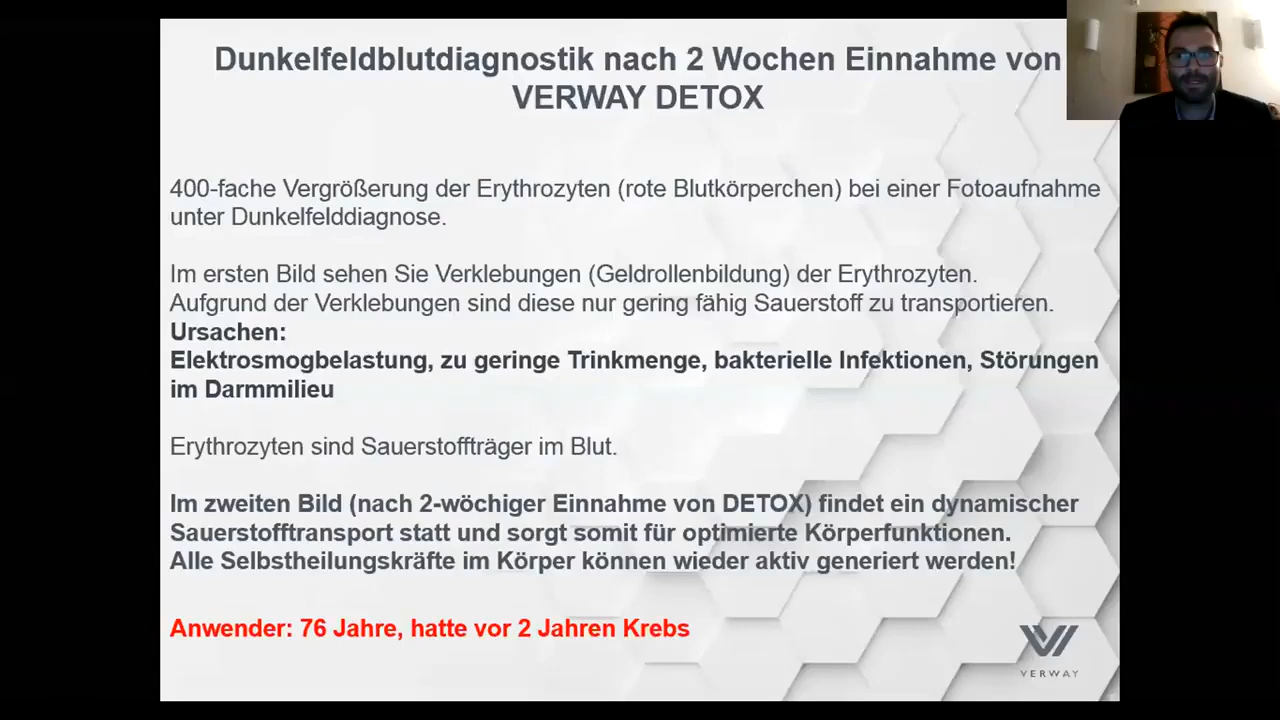 Dunkelfeldblutdiagnostik nach 2 Wochen Einnahme von
VERWAY DETOX
400-fache Vergrößerung der Erythrozyten (rote Blutkörperchen) bei einer Fotoaufnahme
unter Dunkelfelddiagnose.
Im ersten Bild sehen Sie Verklebungen (Geldrollenbildung) der Erythrozyten.
Aufgrund der Verklebungen sind diese nur gering fähig Sauerstoff zu transportieren.
Ursachen:
Elektrosmogbelastung, zu geringe Trinkmenge, bakterielle Infektionen, Störungen
im Darmmilieu
Erythrozyten sind Sauerstoffträger im Blut.
Im zweiten Bild (nach 2-wöchiger Einnahme von DETOX) findet ein dynamischer
Sauerstofftransport statt und sorgt somit für optimierte Körperfunktionen.
Alle Selbstheilungskräfte im Körper können wieder aktiv generiert werden!
Anwender: 76 Jahre, hatte vor 2 Jahren Krebs
VERWAY